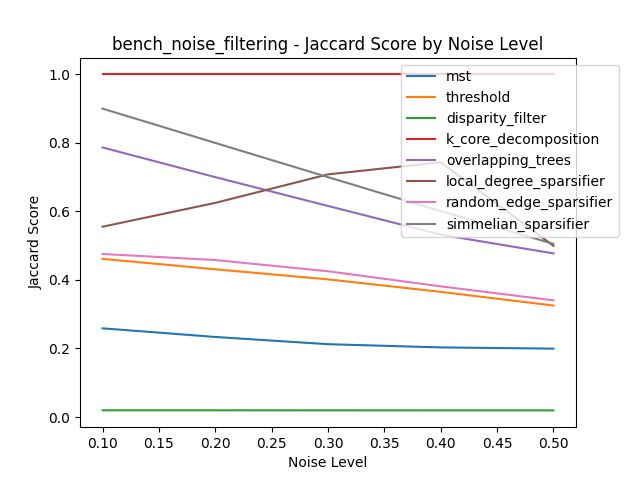 bench_noise_filtering - Jaccard Score by Noise Level
1.0
0.8
0.6
0.4
0.2
0.0
Jaccard Score
mst
threshold
disparity_filter
k_core_decomposition
overlapping_trees
local_degree_sparsifier
random_edge_sparsifier
simmelian_sparsifier
0.10 0.15 0.20 0.25 0.30 0.35 0.40 0.45 0.50
Noise Level